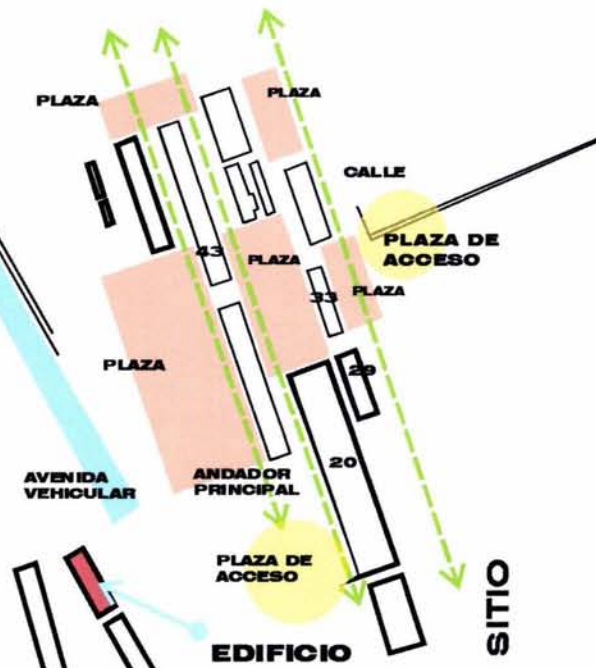 PLAZA
PLAZA
CALLE
PLAZA DE
ACCESO
43
PLAZA
33
PLAZA
PLAZA
29
20
AVENIDA
VEHICULAR
ANDADOR
PRINCIPAL
PLAZA DE
ACCESO
SITIO
EDIFICIO